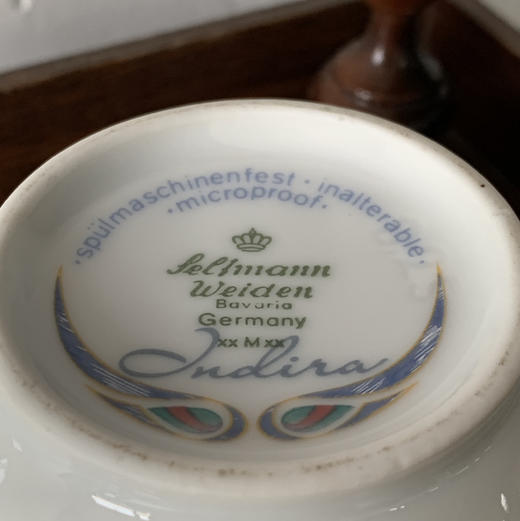 ·spülmaschinenfest · inalterable·
·microproof·
Seltmann
Weiden
Bavaria
Germany
xx M xx
Indira